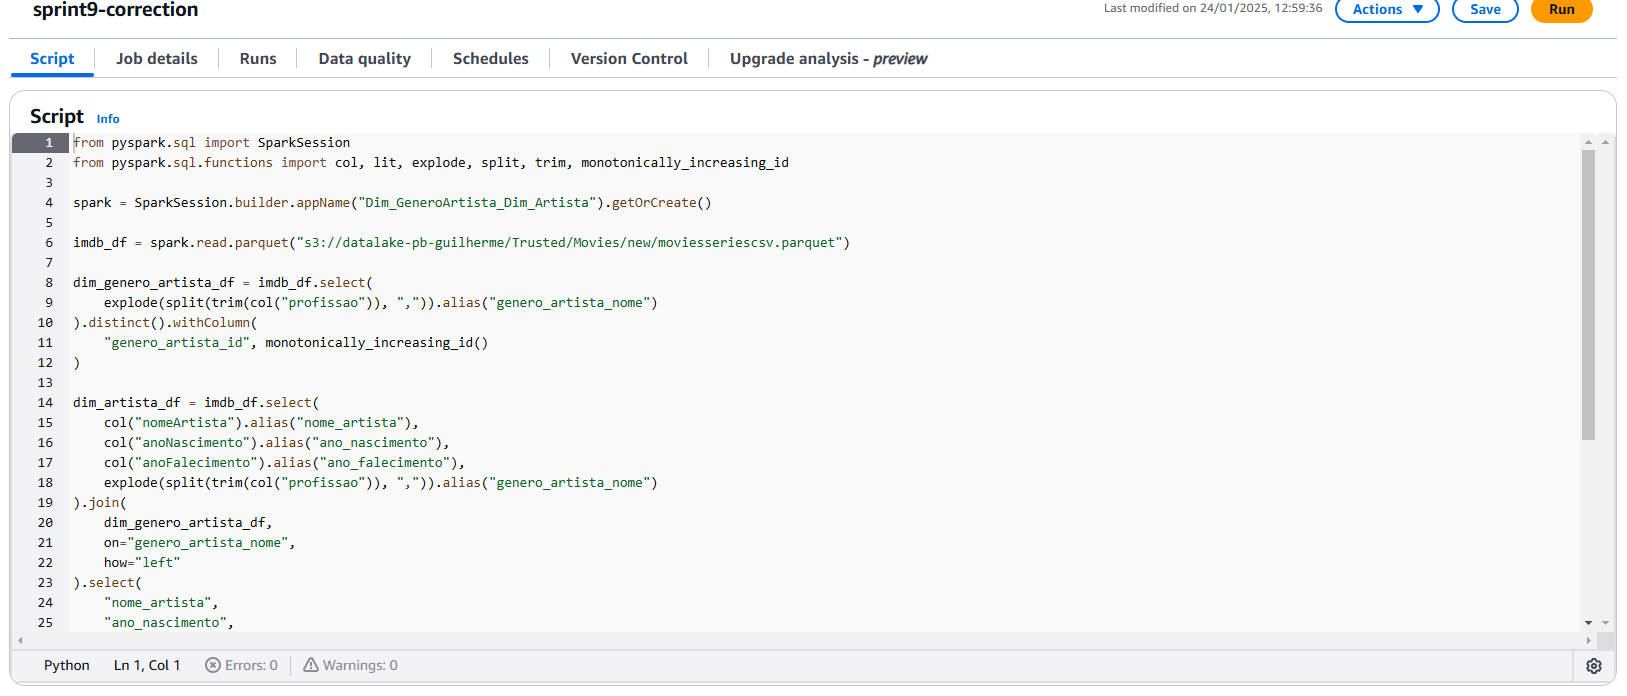 sprint9-correction
Last modified on 24/01/2025, 12:59:36
Actions
Save
Run
Script
Job details
Runs
Data quality
Schedules
Version Control
Upgrade analysis - preview
Script Info
1 from pyspark.sql import SparkSession
2 from pyspark.sql.functions import col, lit, explode, split, trim, monotonically_increasing_id
3
4 spark = SparkSession.builder.appName("Dim_GeneroArtista_Dim_Artista").getOrCreate()
5
6 imdb_df = spark.read.parquet("s3://datalake-pb-guilherme/Trusted/Movies/new/moviesseriescsv.parquet")
7
8 dim_genero_artista_df = imdb_df.select(
9     explode(split(trim(col("profissao")), ",")).alias("genero_artista_nome")
10 ).distinct().withColumn(
11     "genero_artista_id", monotonically_increasing_id()
12 )
13
14 dim_artista_df = imdb_df.select(
15     col("nomeArtista").alias("nome_artista"),
16     col("anoNascimento").alias("ano_nascimento"),
17     col("anoFalecimento").alias("ano_falecimento"),
18     explode(split(trim(col("profissao")), ",")).alias("genero_artista_nome")
19 ).join(
20     dim_genero_artista_df,
21     on="genero_artista_nome",
22     how="left"
23 ).select(
24     "nome_artista",
25     "ano_nascimento",
Python Ln 1, Col 1 Errors: 0 Warnings: 0